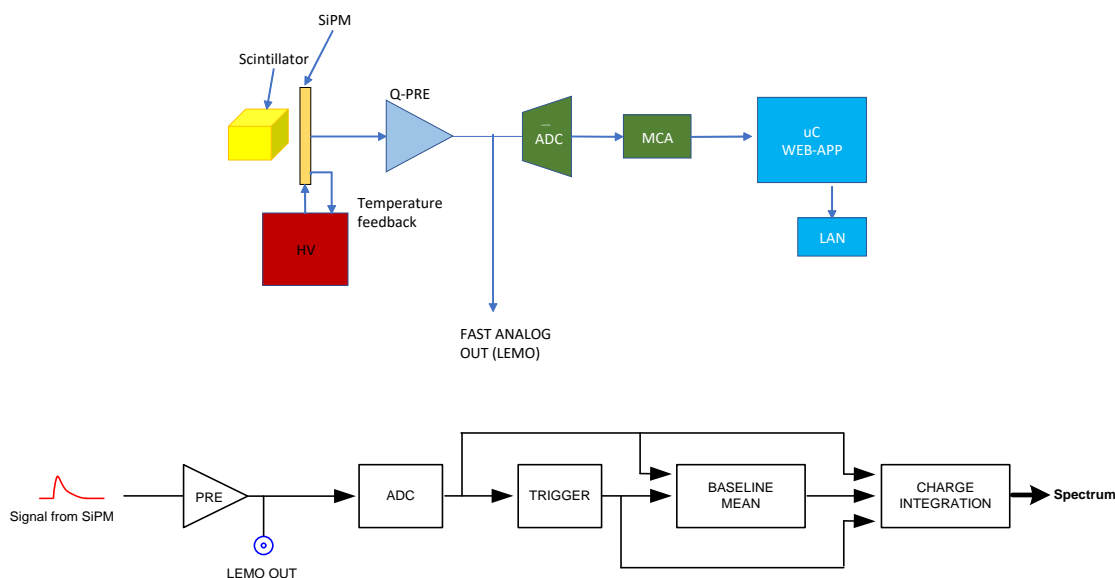 SiPM
Scintillator
Q-PRE
ADC
MCA
uC
WEB-APP
Temperature
feedback
HV
LAN
FAST ANALOG
OUT (LEMO)
PRE
ADC
TRIGGER
BASELINE
MEAN
CHARGE
INTEGRATION
Spectrum
Signal from SiPM
LEMO OUT